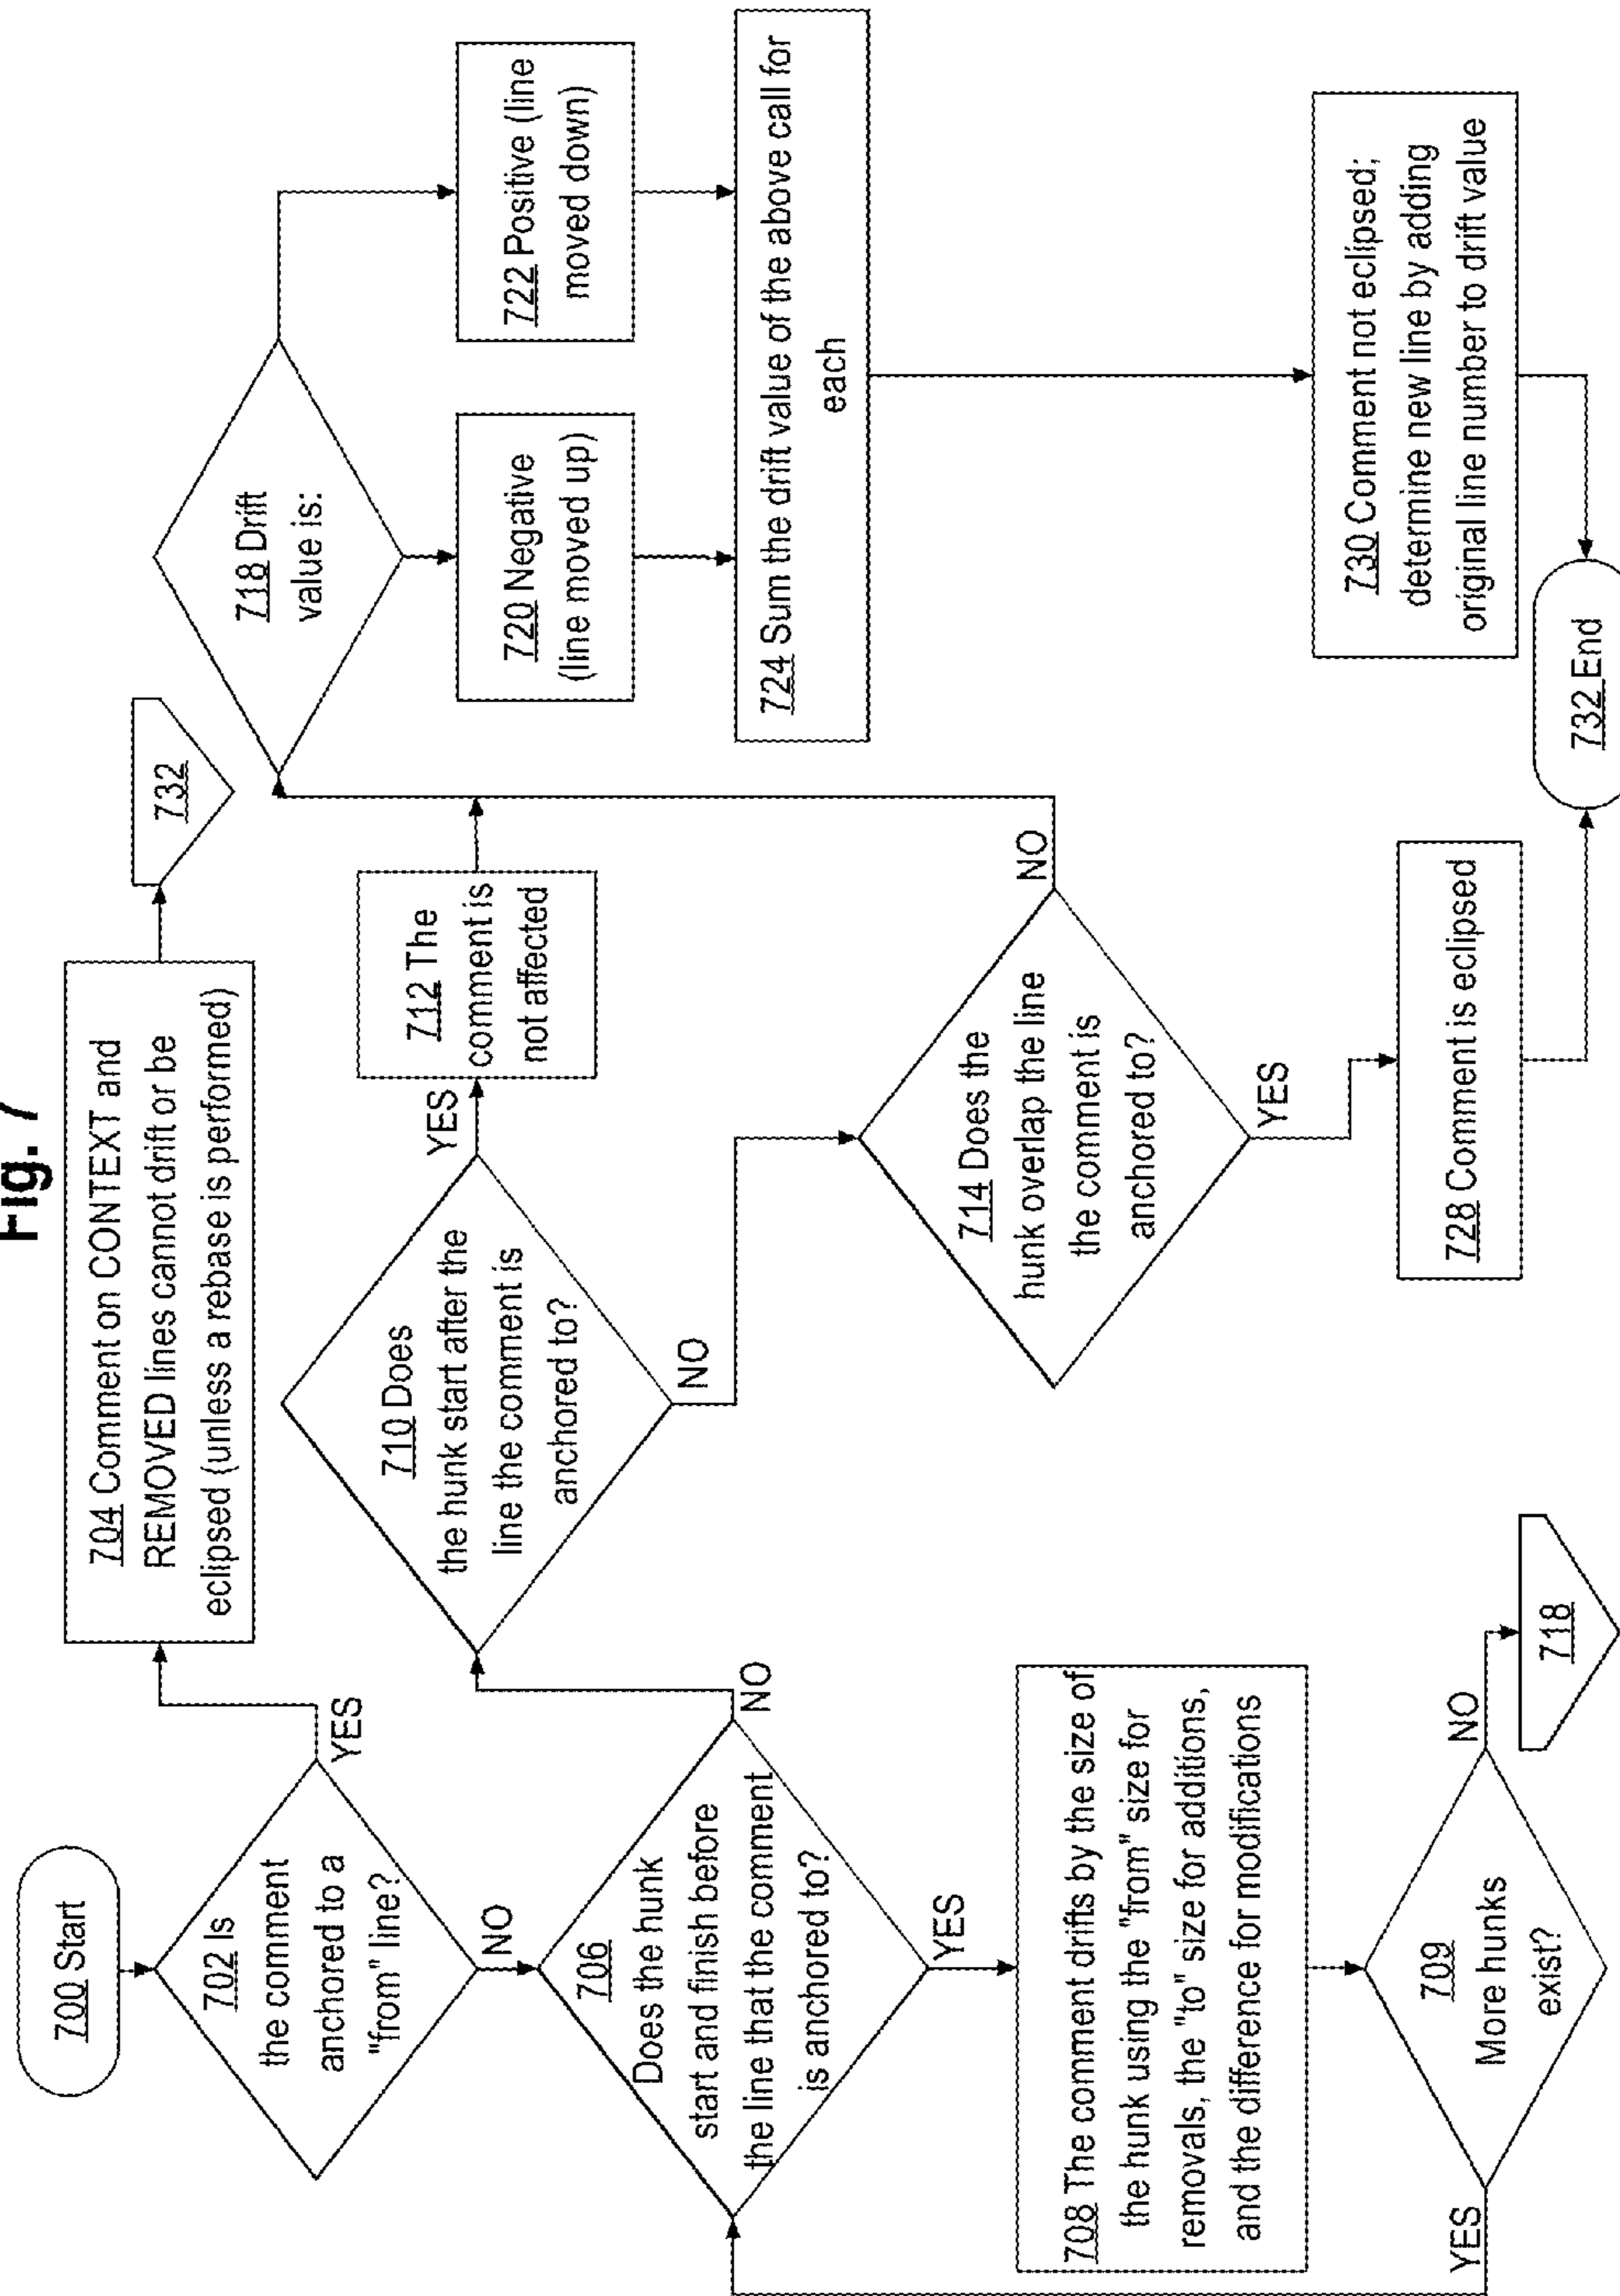 Fig. 7
700 Start
702 Is
the comment
anchored to a
"from" line?
YES
NO
704 Comment on CONTEXT and
REMOVED lines cannot drift or be
eclipsed (unless a rebase is performed)
732
706
Does the hunk
start and finish before
the line that the comment
is anchored to?
NO
YES
708 The comment drifts by the size of
the hunk using the "from" size for
removals, the "to" size for additions,
and the difference for modifications
709
More hunks
exist?
YES
NO
718
710 Does
the hunk start after the
line the comment is
anchored to?
YES
NO
712 The
comment is
not affected
714 Does the
hunk overlap the line
the comment is
anchored to?
NO
YES
728 Comment is eclipsed
718 Drift
value is:
720 Negative
(line moved up)
722 Positive (line
moved down)
724 Sum the drift value of the above call for
each
730 Comment not eclipsed;
determine new line by adding
original line number to drift value
732 End